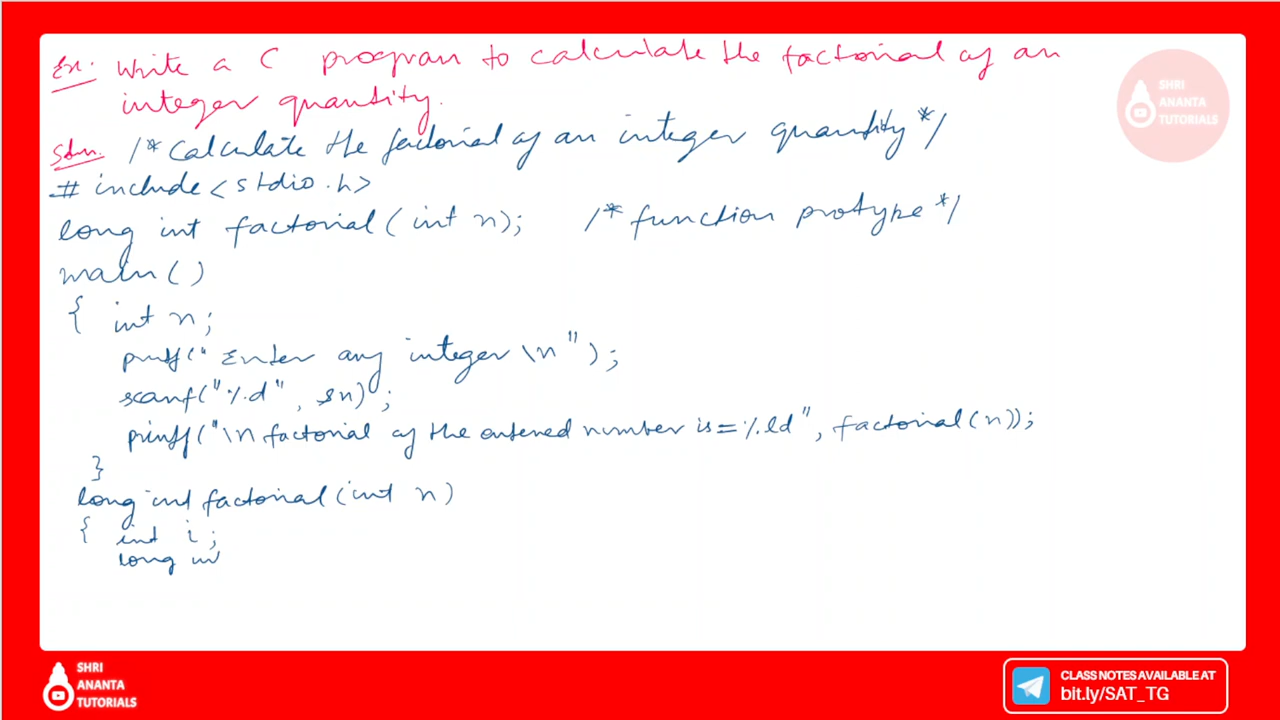 Ex. Write a C program to calculate the factorial of an
integer quantity.
Soln. /* Calculate the factorial of an integer quantity */
# include <stdio.h>
long int factorial (int n); /* function protype */
main ()
{ int n;
printf(" Enter any integer \n ");
scanf("%d", &n);
printf("\n factorial of the entered number is = %ld", factorial (n));
}
long int factorial (int n)
{ int i;
long in
SHRI
ANANTA
TUTORIALS
SHRI
ANANTA
TUTORIALS
CLASS NOTES AVAILABLE AT
bit.ly/SAT_TG